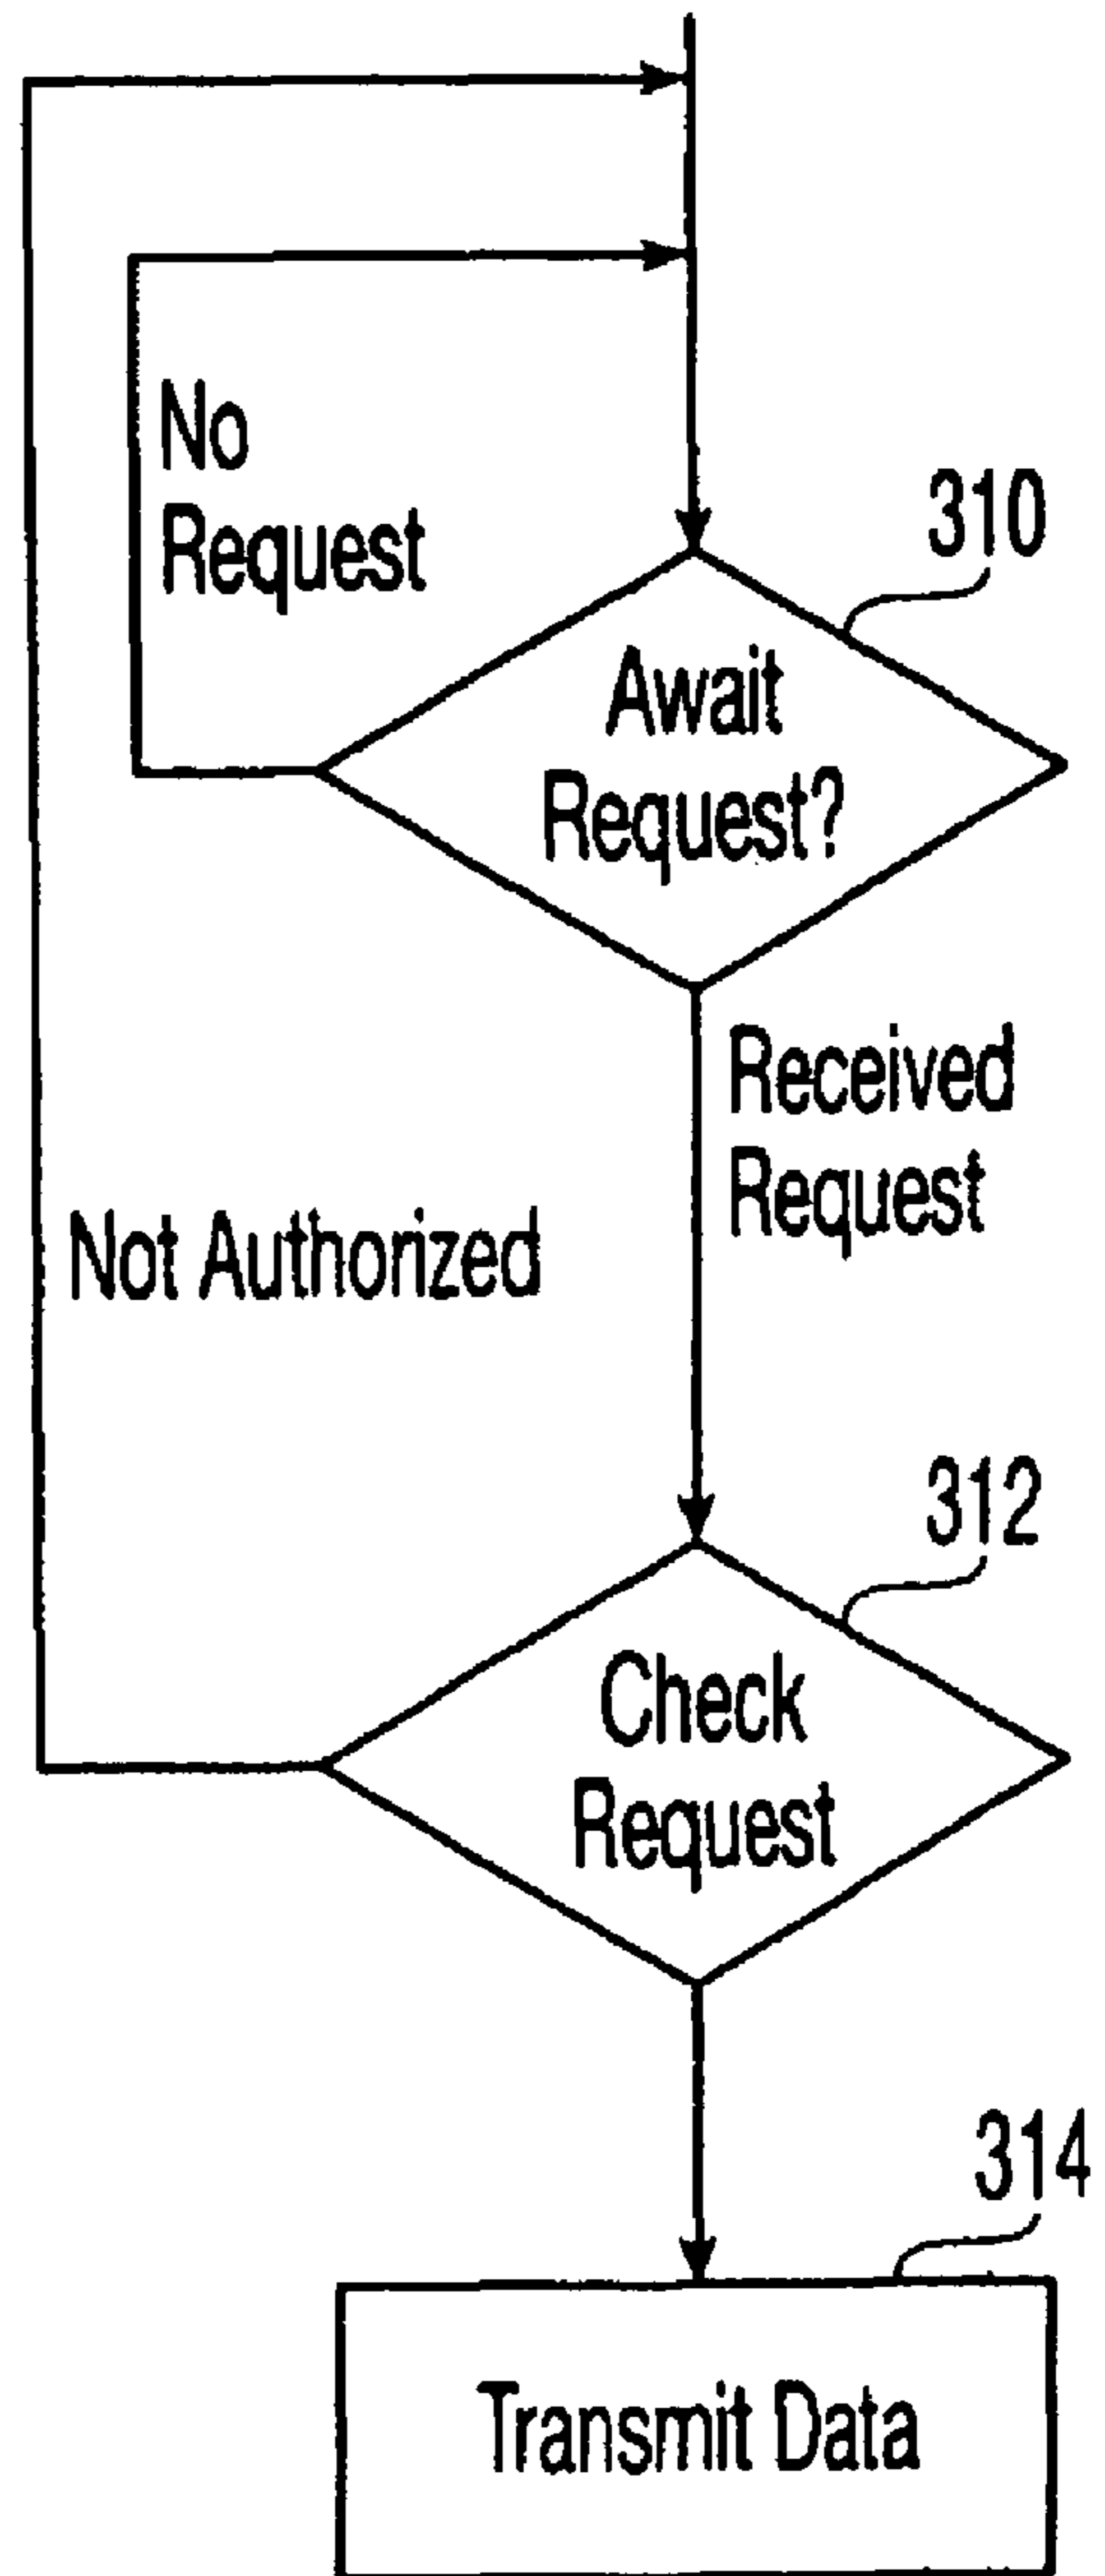 No
Request
310
Await
Request?
Received
Request
Not Authorized
312
Check
Request
314
Transmit Data